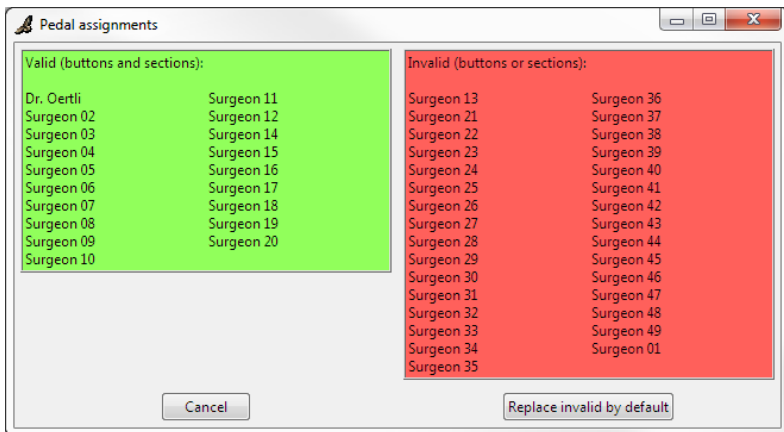 Pedal assignments
Valid (buttons and sections):
Dr. Oertli
Surgeon 02
Surgeon 03
Surgeon 04
Surgeon 05
Surgeon 06
Surgeon 07
Surgeon 08
Surgeon 09
Surgeon 10
Surgeon 11
Surgeon 12
Surgeon 14
Surgeon 15
Surgeon 16
Surgeon 17
Surgeon 18
Surgeon 19
Surgeon 20
Invalid (buttons or sections):
Surgeon 13
Surgeon 21
Surgeon 22
Surgeon 23
Surgeon 24
Surgeon 25
Surgeon 26
Surgeon 27
Surgeon 28
Surgeon 29
Surgeon 30
Surgeon 31
Surgeon 32
Surgeon 33
Surgeon 34
Surgeon 35
Surgeon 36
Surgeon 37
Surgeon 38
Surgeon 39
Surgeon 40
Surgeon 41
Surgeon 42
Surgeon 43
Surgeon 44
Surgeon 45
Surgeon 46
Surgeon 47
Surgeon 48
Surgeon 49
Surgeon 01
Cancel
Replace invalid by default